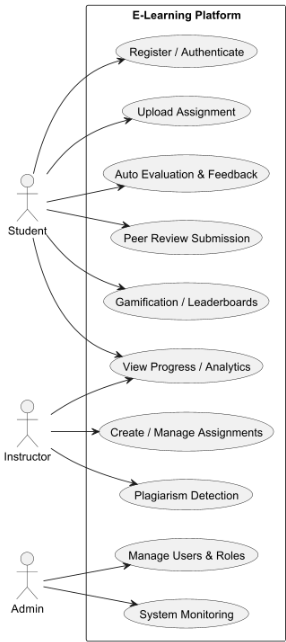 E-Learning Platform
Register / Authenticate
Upload Assignment
Auto Evaluation & Feedback
Student
Peer Review Submission
Gamification / Leaderboards
View Progress / Analytics
Instructor
Create / Manage Assignments
Plagiarism Detection
Manage Users & Roles
Admin
System Monitoring